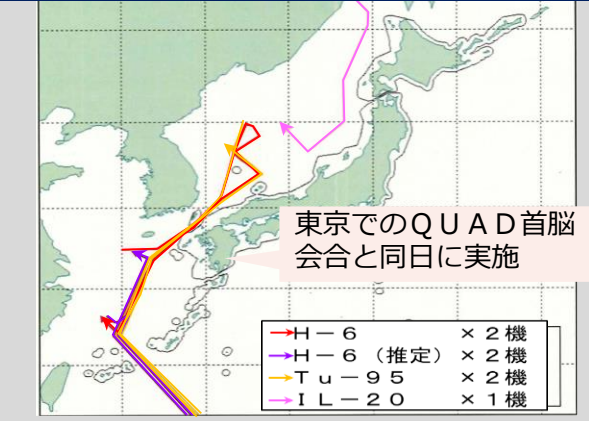 東京でのＱＵＡＤ首脳
会合と同日に実施
Ｈ－６ ×２機
Ｈ－６（推定） ×２機
Ｔｕ－９５ ×２機
ＩＬ－２０ ×１機